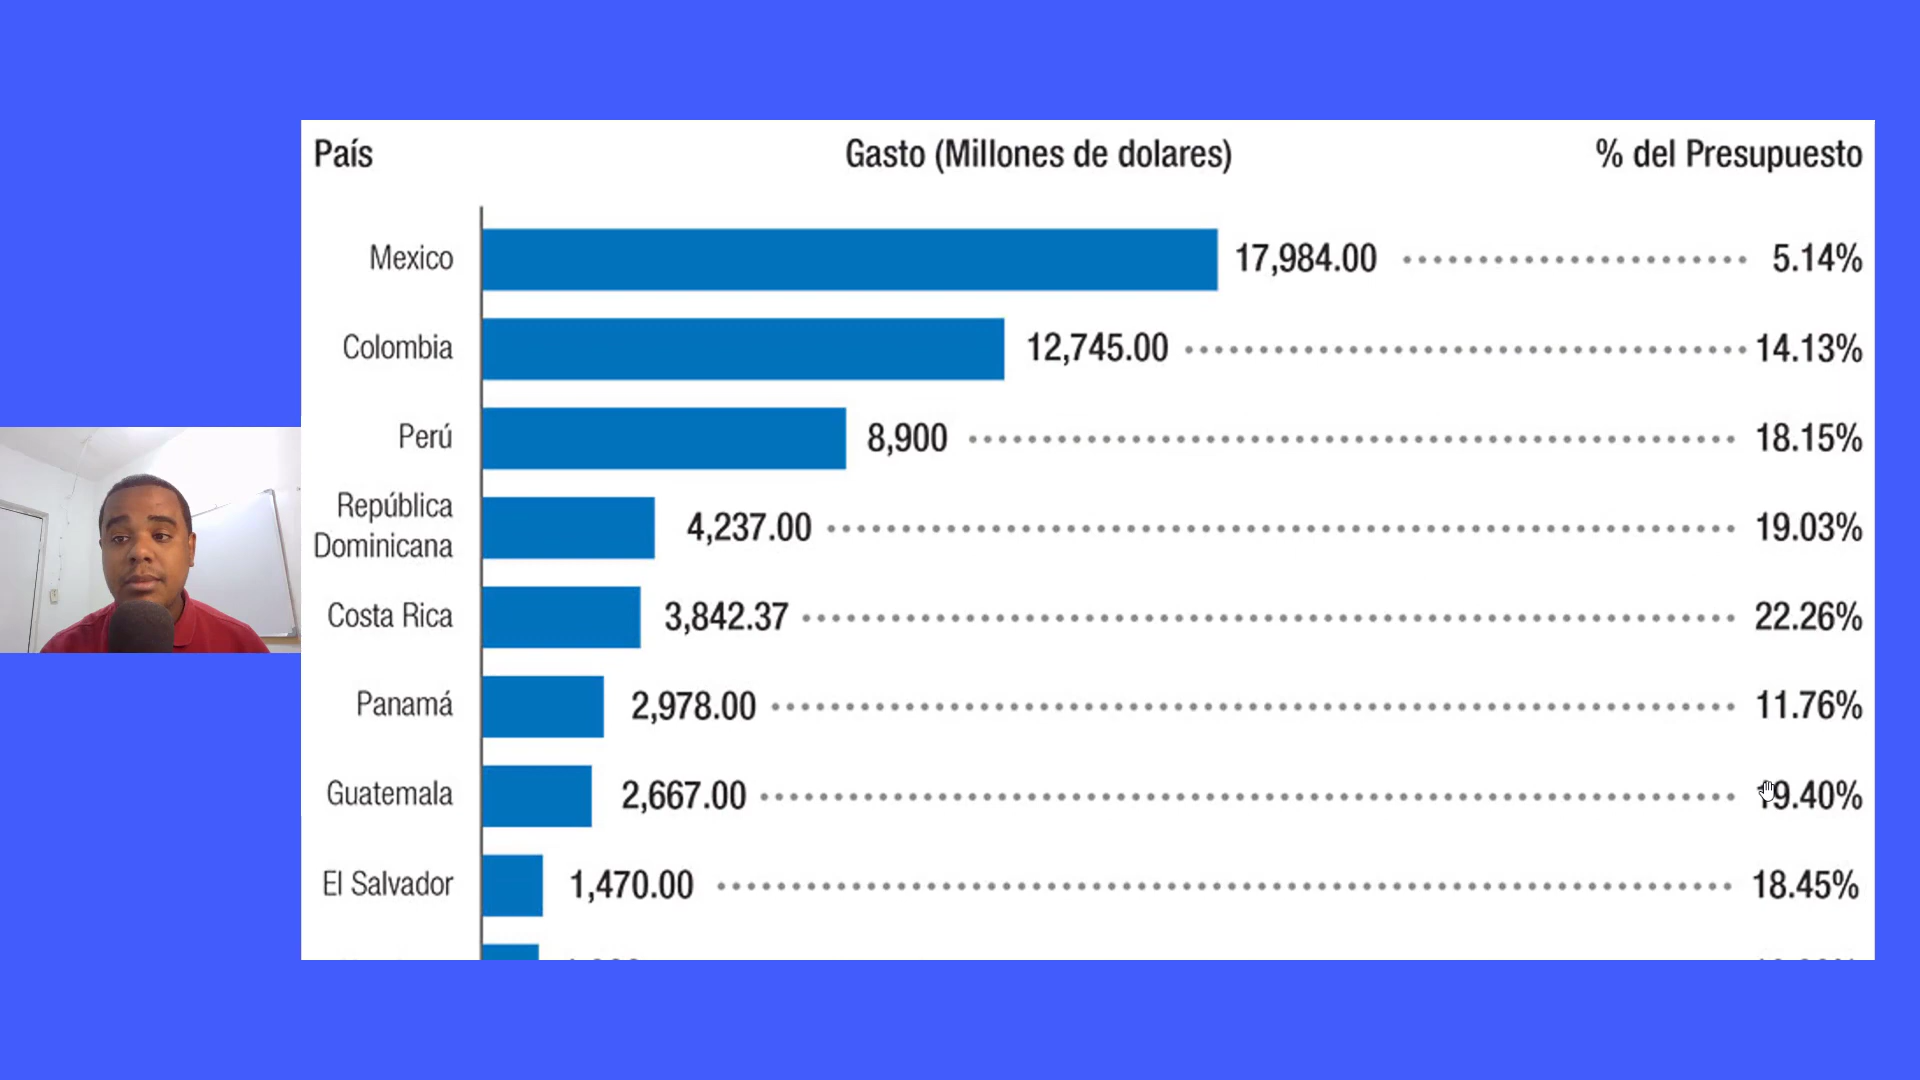 País Gasto (Millones de dolares) % del Presupuesto
Mexico 17,984.00 5.14%
Colombia 12,745.00 14.13%
Perú 8,900 18.15%
República
Dominicana 4,237.00 19.03%
Costa Rica 3,842.37 22.26%
Panamá 2,978.00 11.76%
Guatemala 2,667.00 19.40%
El Salvador 1,470.00 18.45%